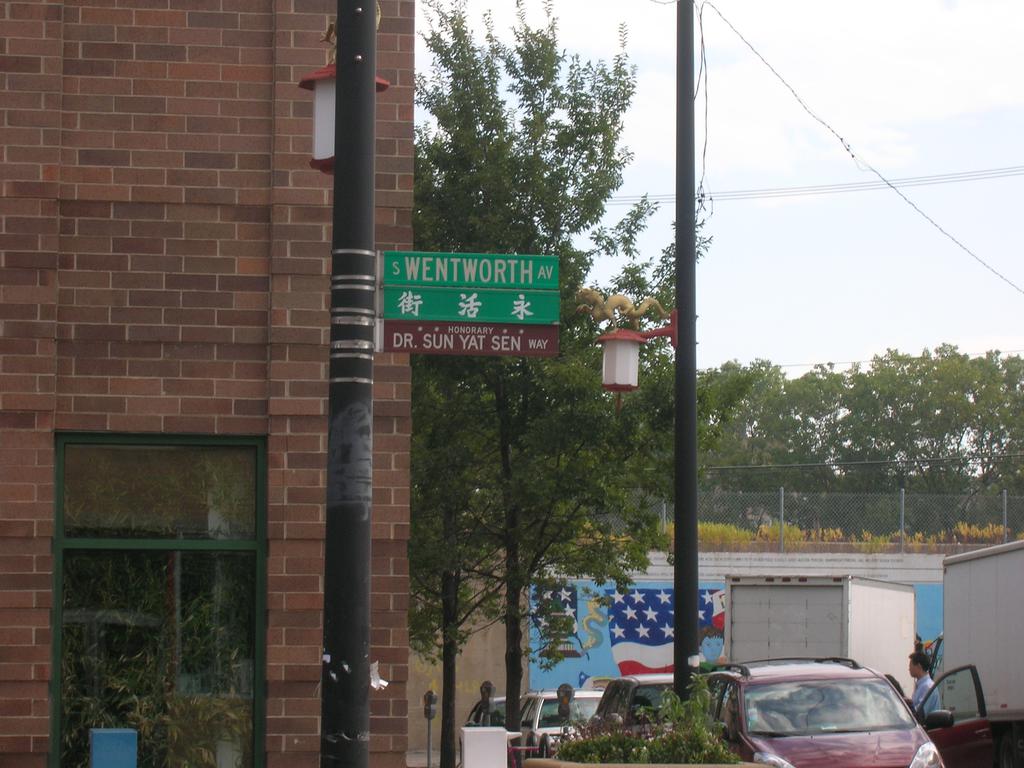 S WENTWORTH AV
街 活 永
HONORARY
DR. SUN YAT SEN WAY